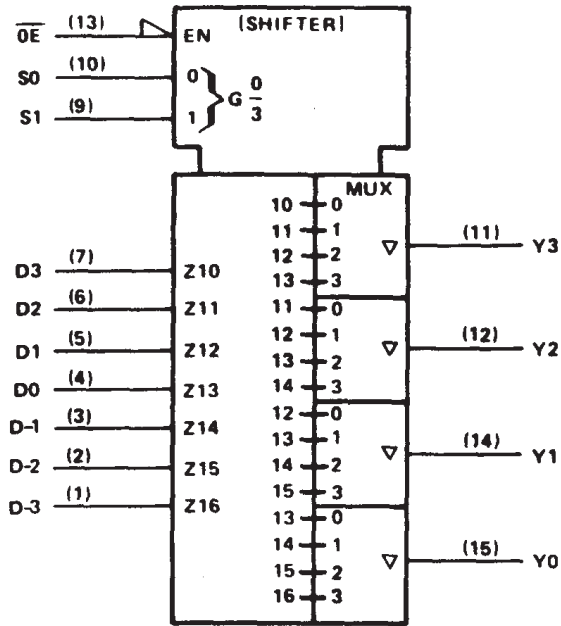 (SHIFTER)
OE (13) EN
S0 (10) 0
S1 (9) 1
G 0/3
MUX
10 0
11 1
12 2
13 3
(11) Y3
11 0
12 1
13 2
14 3
(12) Y2
12 0
13 1
14 2
15 3
(14) Y1
13 0
14 1
15 2
16 3
(15) Y0
D3 (7) Z10
D2 (6) Z11
D1 (5) Z12
D0 (4) Z13
D-1 (3) Z14
D-2 (2) Z15
D-3 (1) Z16